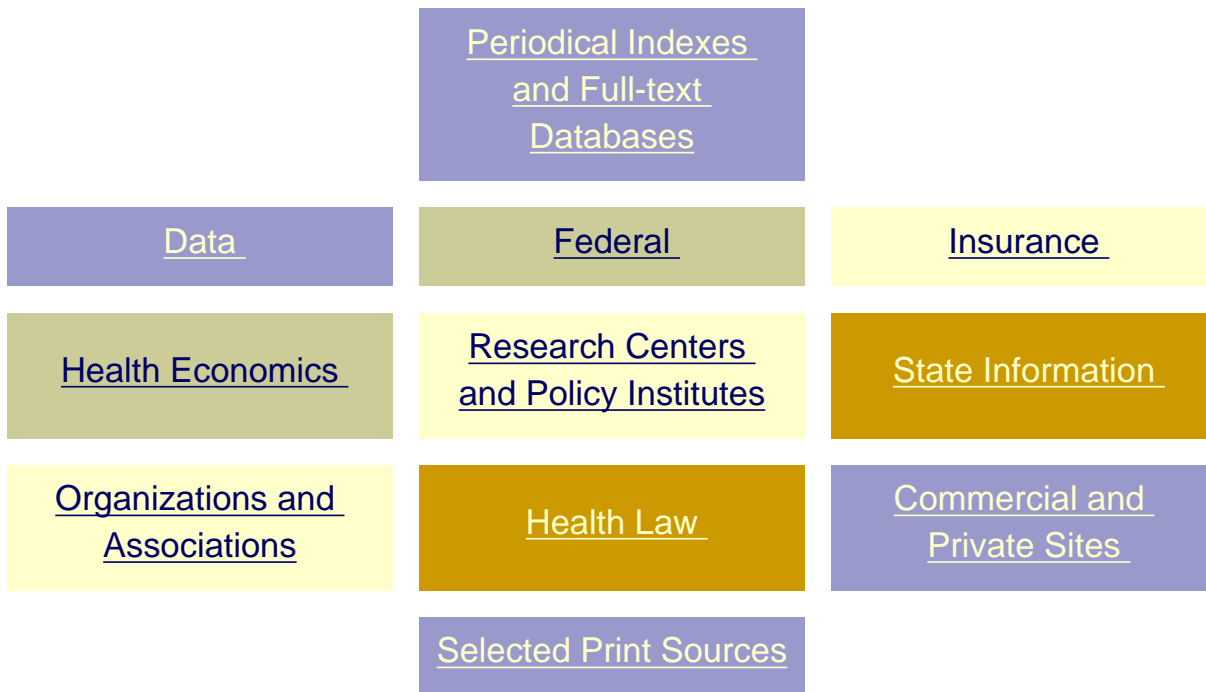 Periodical Indexes
and Full-text
Databases
Data
Federal
Insurance
Health Economics
Research Centers
and Policy Institutes
State Information
Organizations and
Associations
Health Law
Commercial and
Private Sites
Selected Print Sources